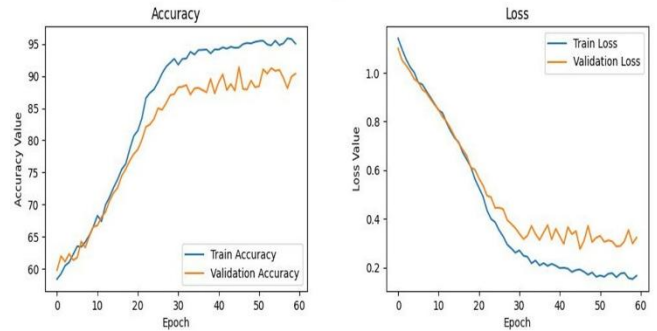 Accuracy
95
90
85
80
75
70
65
60
Accuracy Value
0 10 20 30 40 50 60
Epoch
Train Accuracy
Validation Accuracy
Loss
1.0
0.8
0.6
0.4
0.2
Loss Value
0 10 20 30 40 50 60
Epoch
Train Loss
Validation Loss